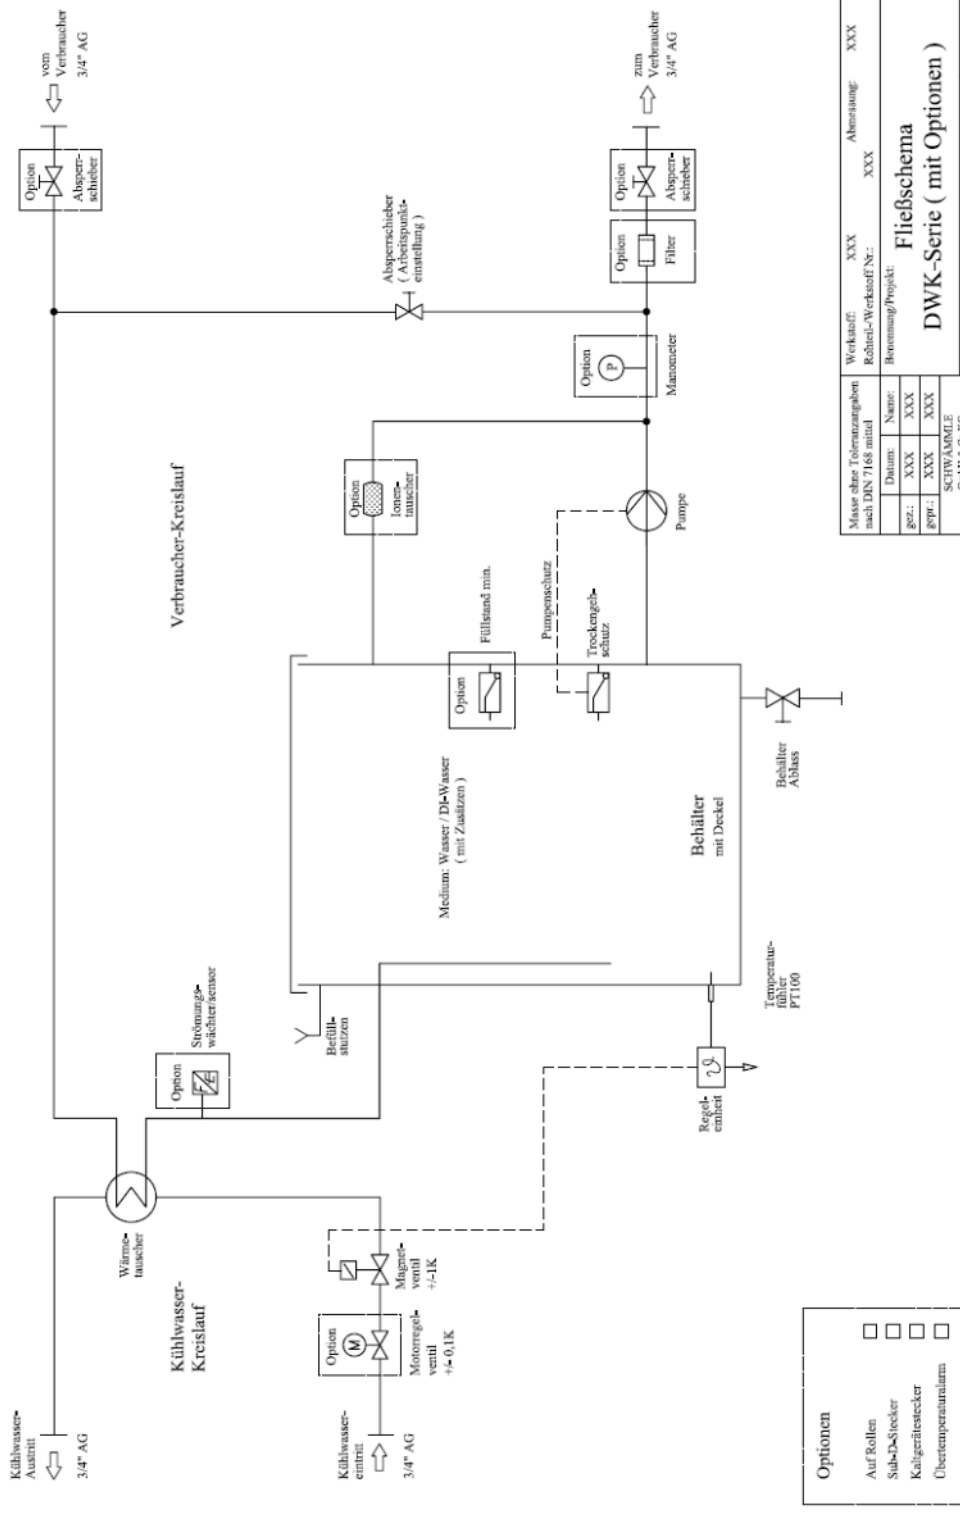 Kühlwasser-
Austritt
3/4" AG
Kühlwasser-
eintritt
3/4" AG
Kühlwasser-
Kreislauf
Wärme-
tauscher
Option
Motorregel-
ventil
+/- 0,1K
Magnet-
ventil
+/-1K
Option
Strömungs-
wächter/sensor
Befüll-
stutzen
Regel-
einheit
Temperatur-
fühler
PT100
Medium: Wasser / DI-Wasser
( mit Zusätzen )
Behälter
mit Deckel
Behälter
Ablass
Verbraucher-Kreislauf
Option
Füllstand min.
Pumpenschutz
Trockengeh-
schutz
Option
Ionen-
tauscher
Pumpe
Option
P
Manometer
Absperrschieber
( Arbeitspunkt-
einstellung )
Option
Filter
Option
Absperr-
schieber
Option
Absperr-
schieber
vom
Verbraucher
3/4" AG
zum
Verbraucher
3/4" AG
Optionen
Auf Rollen
Sub-D-Stecker
Kaltgerätestecker
Übertemperaturalarm
Masse ohne Toleranzangaben
nach DIN 7168 mittel
Werkstoff: XXX Abmessung: XXX
Rohteil-/Werkstoff Nr.: XXX
Datum: Name:
gez.: XXX XXX
gepr.: XXX XXX
SCHWÄMMLE
Benennung/Projekt:
Fließschema
DWK-Serie ( mit Optionen )